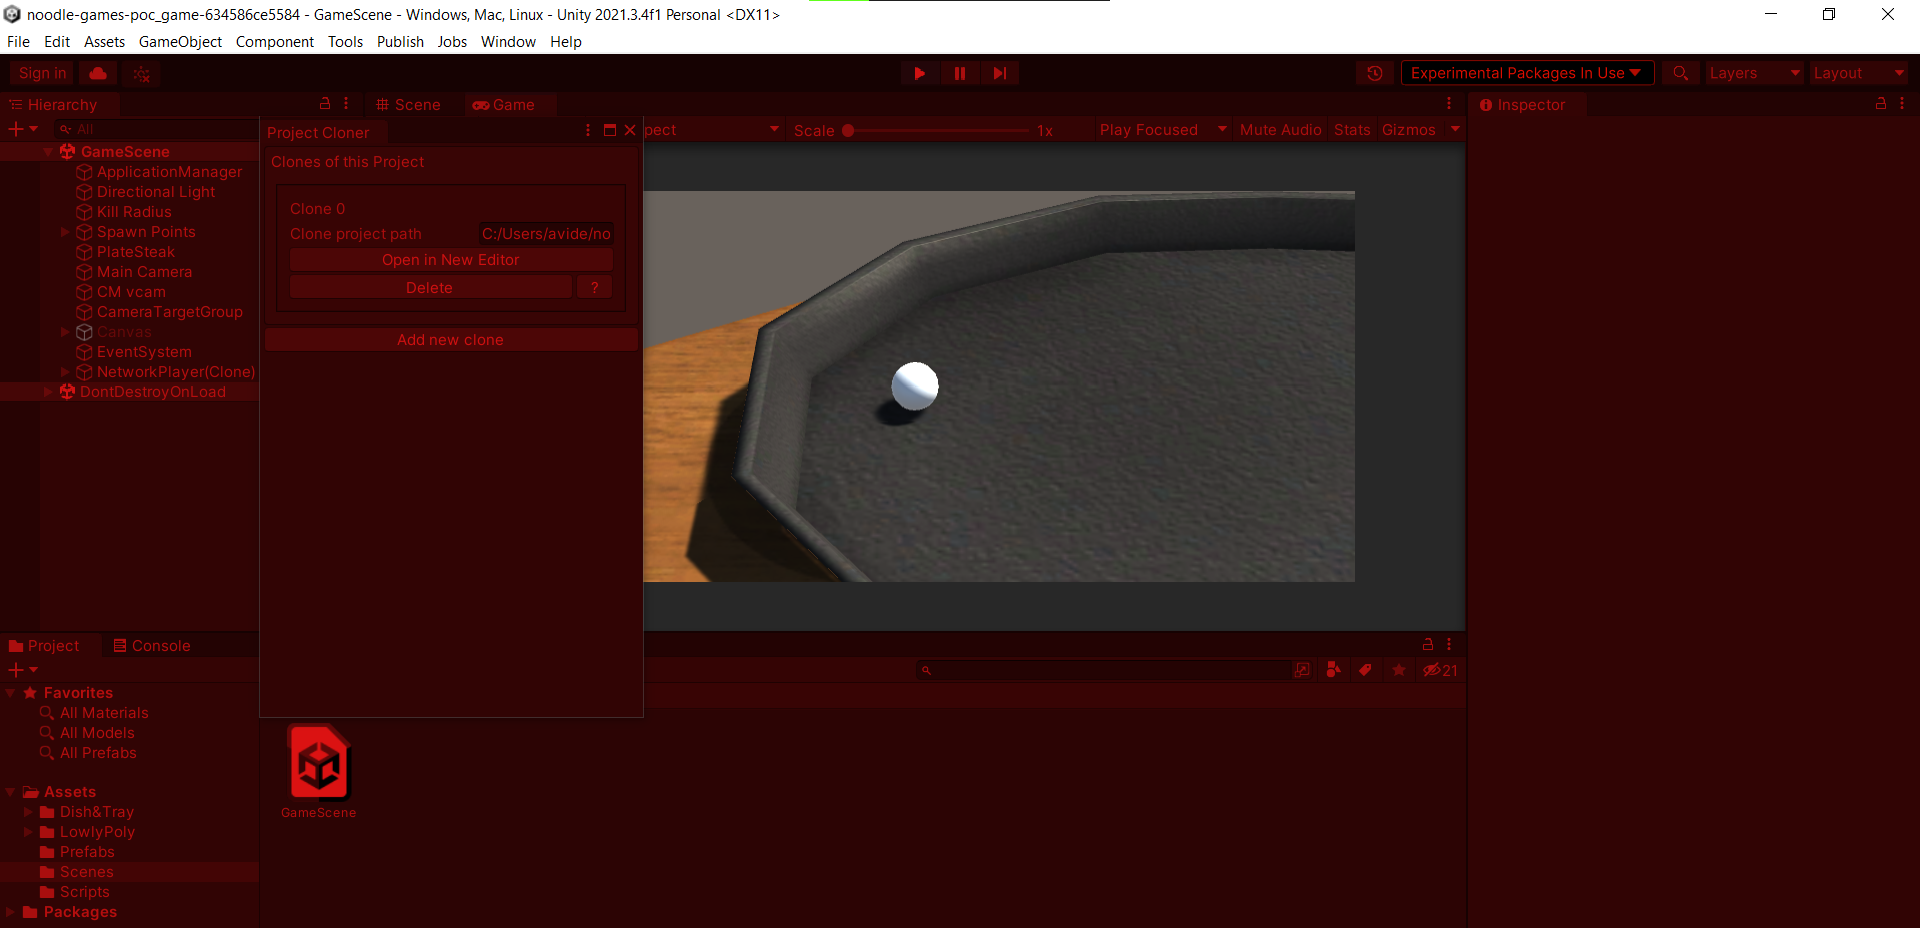 noodle-games-poc_game-634586ce5584 - GameScene - Windows, Mac, Linux - Unity 2021.3.4f1 Personal <DX11>
File Edit Assets GameObject Component Tools Publish Jobs Window Help
Sign in Experimental Packages In Use Layers Layout
Hierarchy Scene Game Inspector
All Project Cloner pect Scale 1x Play Focused Mute Audio Stats Gizmos
GameScene
ApplicationManager
Directional Light
Kill Radius
Spawn Points
PlateSteak
Main Camera
CM vcam
CameraTargetGroup
Canvas
EventSystem
NetworkPlayer(Clone)
DontDestroyOnLoad
Clones of this Project
Clone 0
Clone project path C:/Users/avide/no
Open in New Editor
Delete ?
Add new clone
Project Console
21
Favorites
All Materials
All Models
All Prefabs
Assets
Dish&Tray
LowlyPoly
Prefabs
Scenes
Scripts
Packages
GameScene